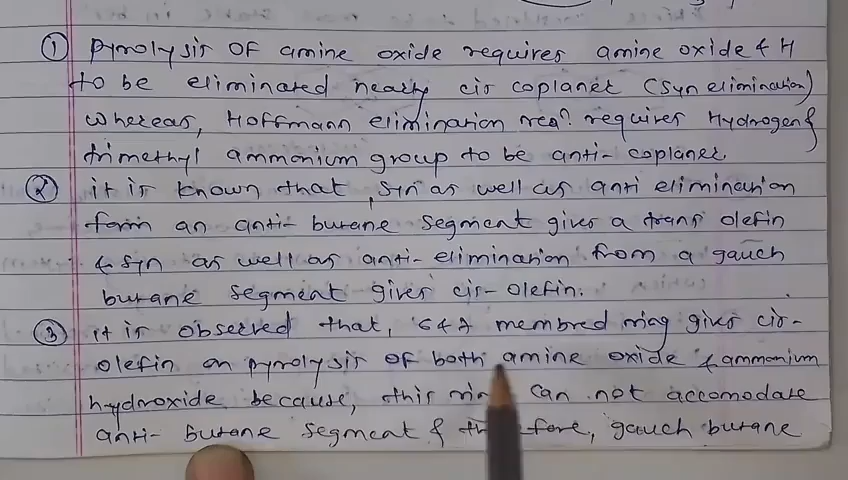 ① pyrolysis of amine oxide requires amine oxide & H
to be eliminated nearly cis coplaner (syn elimination)
whereas, Hoffmann elimination rean. requires Hydrogen &
trimethyl ammonium group to be anti-coplaner.
② it is known that, syn as well as anti elimination
form an anti-butane segment gives a trans olefin
& syn as well as anti-elimination from a gauch
butane segment gives cis-olefin.
③ it is observed that, 6&7 membred ring gives cis-
olefin on pyrolysis of both amine oxide & ammonium
hydroxide because, this can not accomodate
anti- butane segment & gauch butane